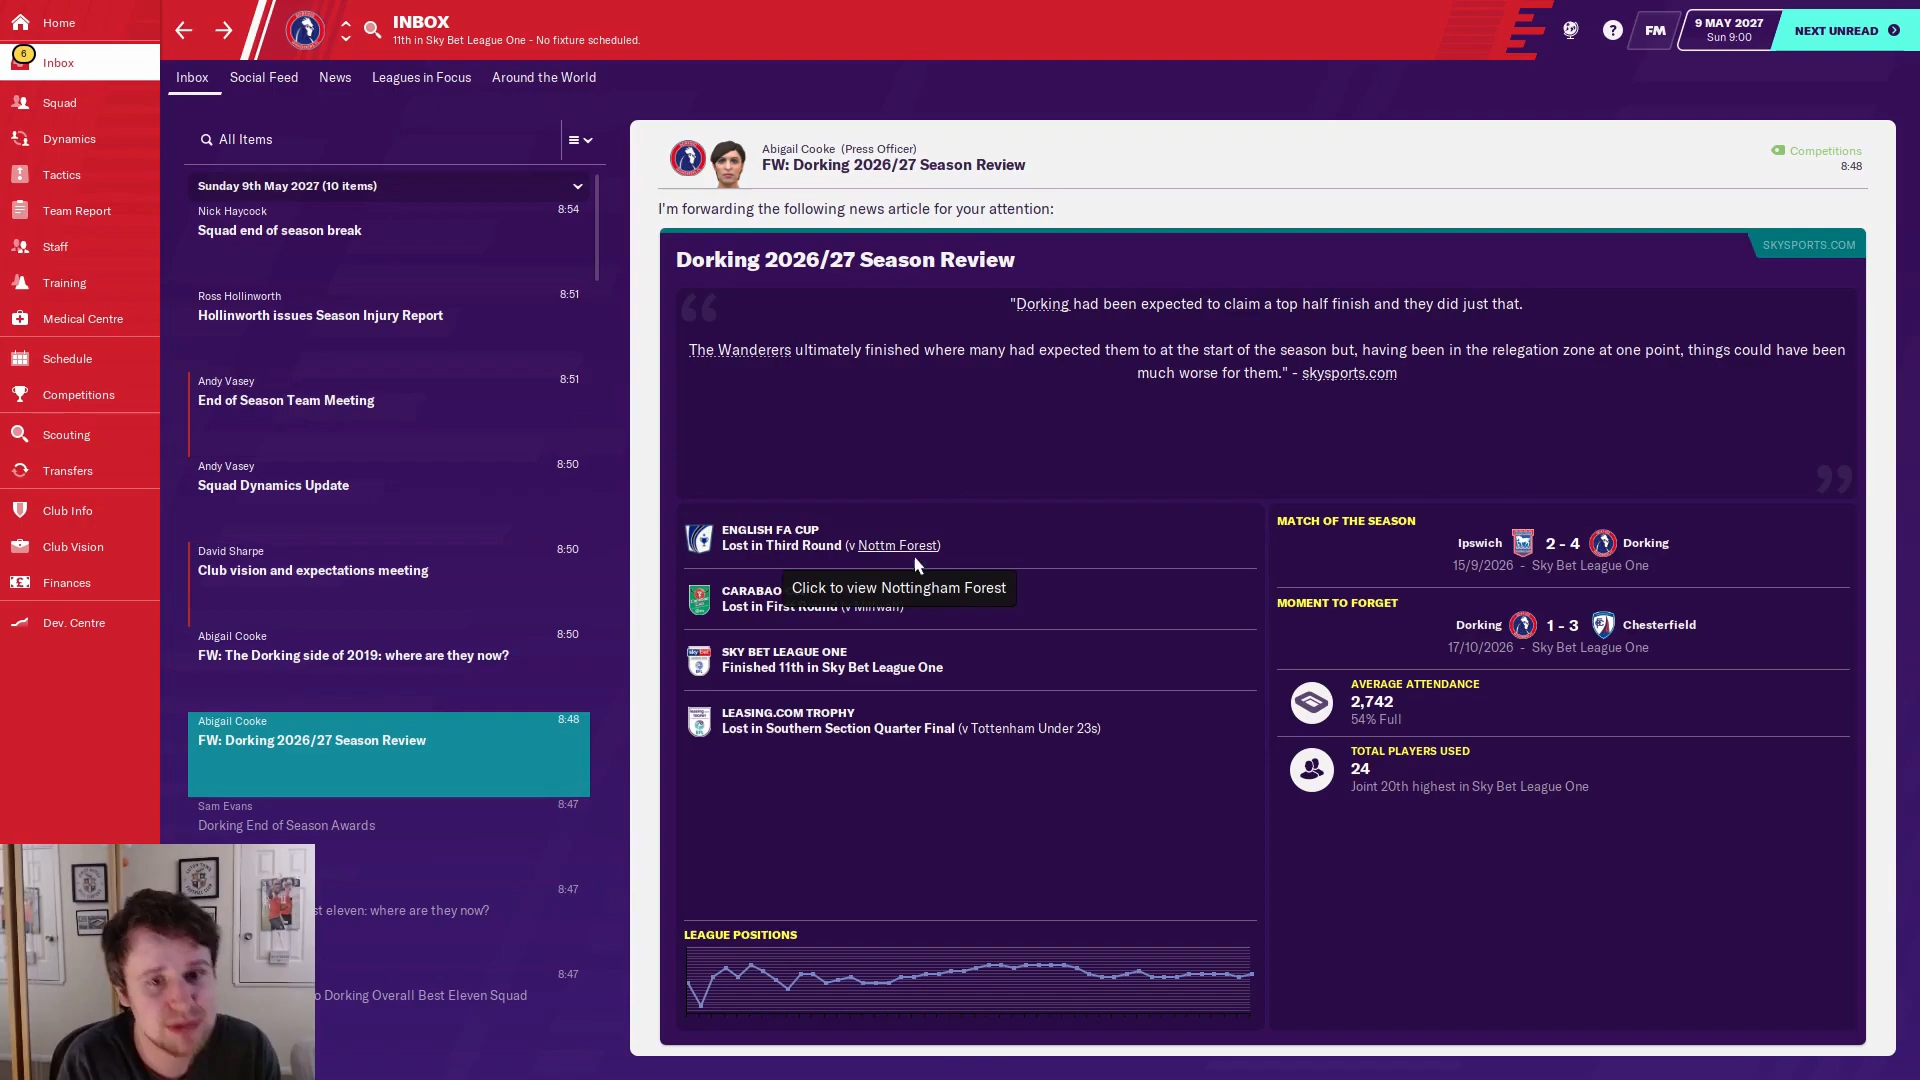 Home
6
Inbox
Squad
Dynamics
Tactics
Team Report
Staff
Training
Medical Centre
Schedule
Competitions
Scouting
Transfers
Club Info
Club Vision
Finances
Dev. Centre
INBOX
11th in Sky Bet League One - No fixture scheduled.
?
FM
9 MAY 2027
Sun 9:00
NEXT UNREAD
Inbox
Social Feed
News
Leagues in Focus
Around the World
All Items
Sunday 9th May 2027 (10 items)
Nick Haycock
8:54
Squad end of season break
Ross Hollinworth
8:51
Hollinworth issues Season Injury Report
Andy Vasey
8:51
End of Season Team Meeting
Andy Vasey
8:50
Squad Dynamics Update
David Sharpe
8:50
Club vision and expectations meeting
Abigail Cooke
8:50
FW: The Dorking side of 2019: where are they now?
Abigail Cooke
8:48
FW: Dorking 2026/27 Season Review
Sam Evans
8:47
Dorking End of Season Awards
8:47
st eleven: where are they now?
8:47
o Dorking Overall Best Eleven Squad
Abigail Cooke (Press Officer)
FW: Dorking 2026/27 Season Review
Competitions
8:48
I'm forwarding the following news article for your attention:
SKYSPORTS.COM
Dorking 2026/27 Season Review
"Dorking had been expected to claim a top half finish and they did just that.
The Wanderers ultimately finished where many had expected them to at the start of the season but, having been in the relegation zone at one point, things could have been
much worse for them." - skysports.com
ENGLISH FA CUP
Lost in Third Round (v Nottm Forest)
Click to view Nottingham Forest
CARABAO
Lost in First Round (v Millwall)
SKY BET LEAGUE ONE
Finished 11th in Sky Bet League One
LEASING.COM TROPHY
Lost in Southern Section Quarter Final (v Tottenham Under 23s)
LEAGUE POSITIONS
MATCH OF THE SEASON
Ipswich 2 - 4 Dorking
15/9/2026 - Sky Bet League One
MOMENT TO FORGET
Dorking 1 - 3 Chesterfield
17/10/2026 - Sky Bet League One
AVERAGE ATTENDANCE
2,742
54% Full
TOTAL PLAYERS USED
24
Joint 20th highest in Sky Bet League One